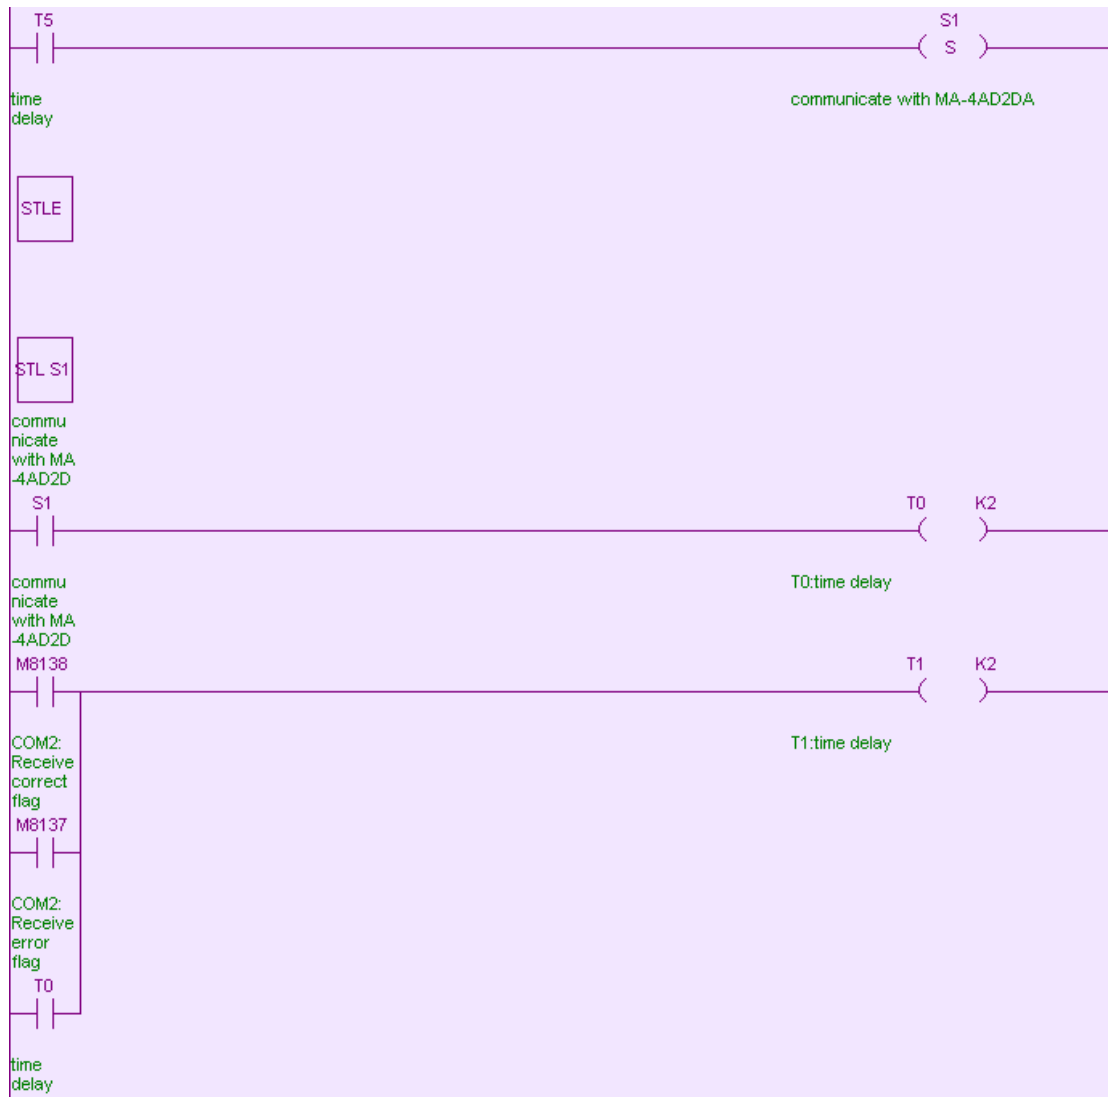 T5 S1
S
time
delay
communicate with MA-4AD2DA
STLE
STL S1
commu
nicate
with MA
-4AD2D
S1 T0 K2
commu
nicate
with MA
-4AD2D
T0:time delay
M8138 T1 K2
COM2:
Receive
correct
flag
T1:time delay
M8137
COM2:
Receive
error
flag
T0
time
delay